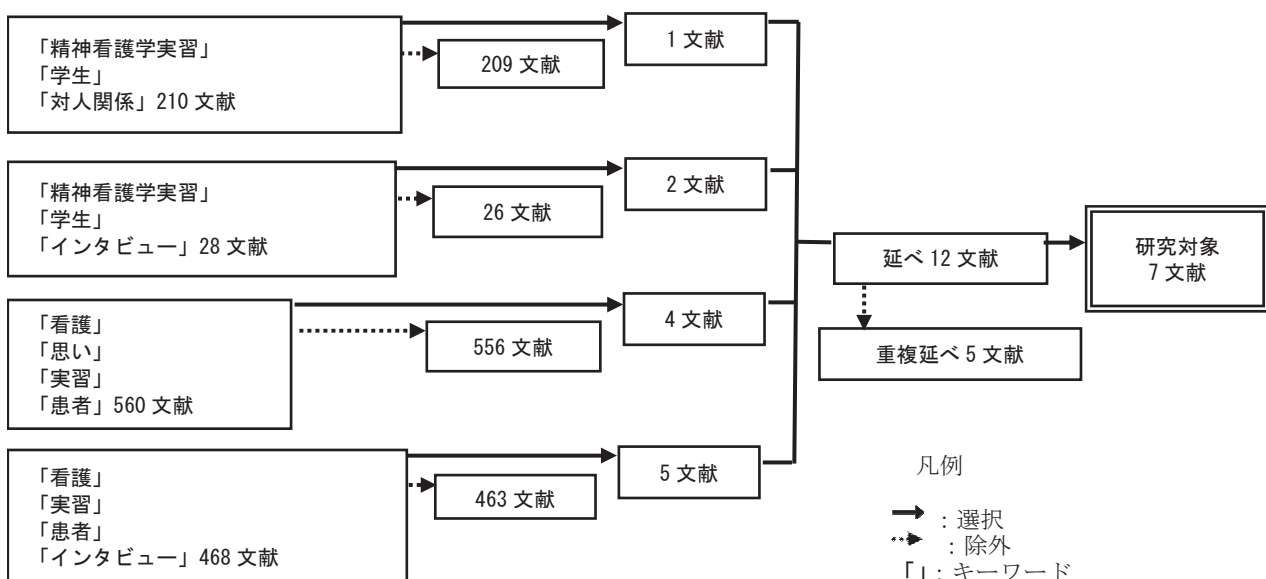 「精神看護学実習」
「学生」
「対人関係」210 文献
209 文献
1 文献
「精神看護学実習」
「学生」
「インタビュー」28 文献
26 文献
2 文献
「看護」
「思い」
「実習」
「患者」560 文献
556 文献
4 文献
「看護」
「実習」
「患者」
「インタビュー」468 文献
463 文献
5 文献
延べ 12 文献
重複延べ 5 文献
研究対象
7 文献
凡例
：選択
：除外
「」：キーワード